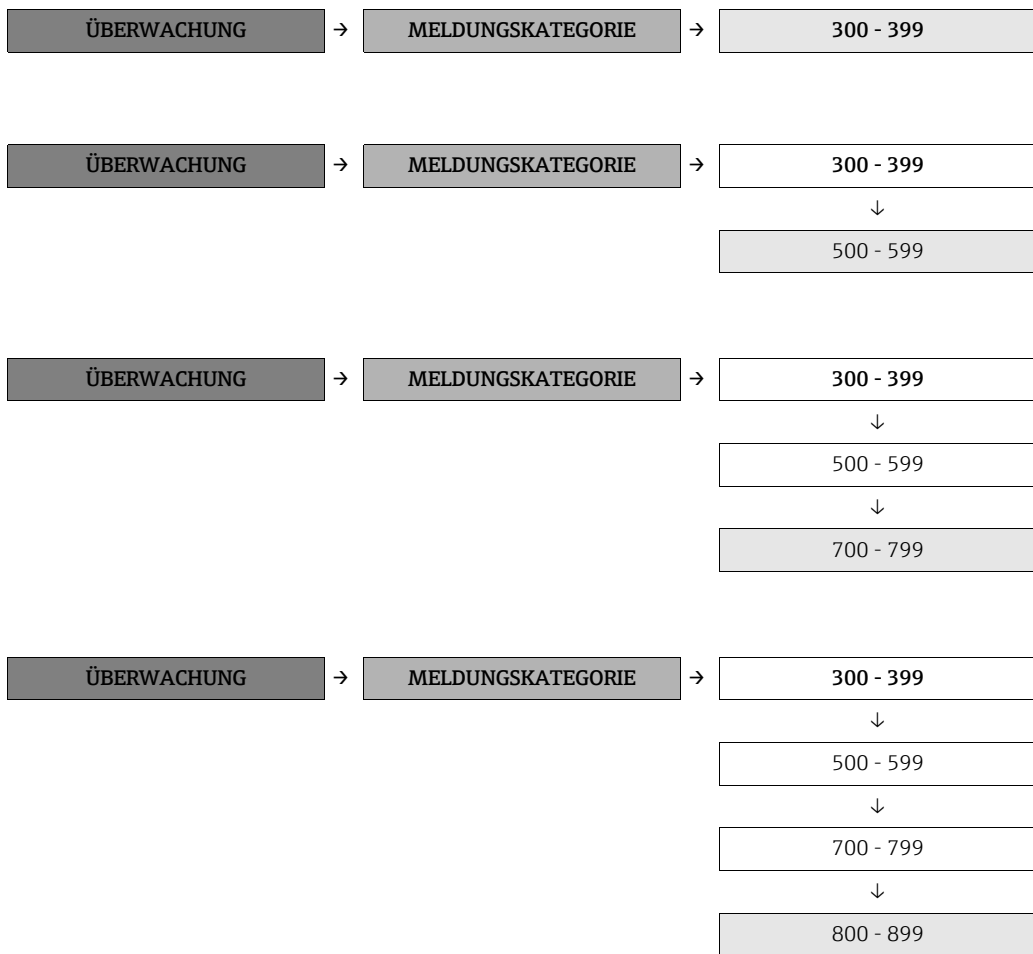 ÜBERWACHUNG → MELDUNGSKATEGORIE → 300 - 399
ÜBERWACHUNG → MELDUNGSKATEGORIE → 300 - 399
↓
500 - 599
ÜBERWACHUNG → MELDUNGSKATEGORIE → 300 - 399
↓
500 - 599
↓
700 - 799
ÜBERWACHUNG → MELDUNGSKATEGORIE → 300 - 399
↓
500 - 599
↓
700 - 799
↓
800 - 899